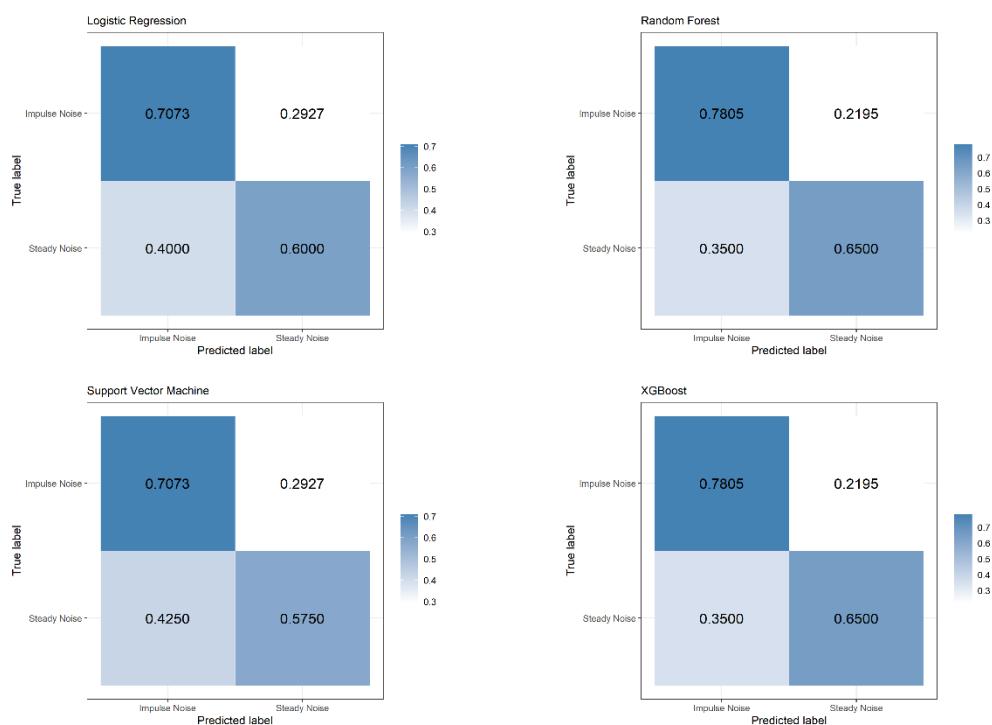 Logistic Regression
True label
Impulse Noise
0.7073
0.2927
Steady Noise
0.4000
0.6000
Impulse Noise
Steady Noise
Predicted label
0.7
0.6
0.5
0.4
0.3
Random Forest
True label
Impulse Noise
0.7805
0.2195
Steady Noise
0.3500
0.6500
Impulse Noise
Steady Noise
Predicted label
0.7
0.6
0.5
0.4
0.3
Support Vector Machine
True label
Impulse Noise
0.7073
0.2927
Steady Noise
0.4250
0.5750
Impulse Noise
Steady Noise
Predicted label
0.7
0.6
0.5
0.4
0.3
XGBoost
True label
Impulse Noise
0.7805
0.2195
Steady Noise
0.3500
0.6500
Impulse Noise
Steady Noise
Predicted label
0.7
0.6
0.5
0.4
0.3